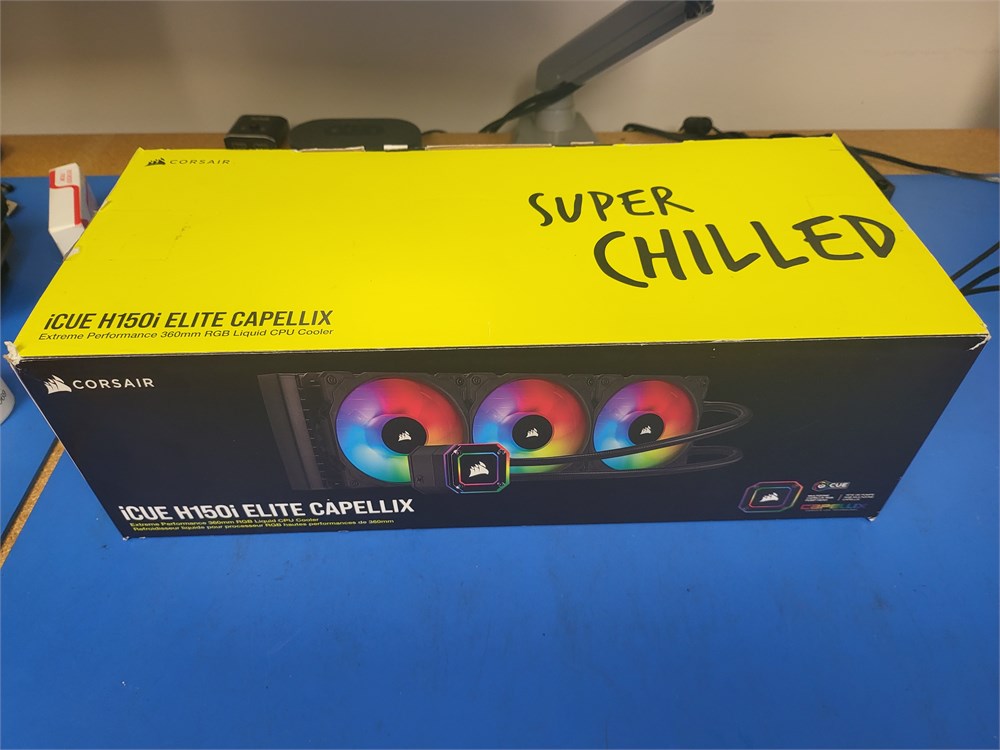 CORSAIR
SUPER
CHILLED
iCUE H150i ELITE CAPELLIX
Extreme Performance 360mm RGB Liquid CPU Cooler
CORSAIR
iCUE H150i ELITE CAPELLIX
Extreme Performance 360mm RGB Liquid CPU Cooler
Refroidisseur liquide pour processeur RGB hautes performances de 360mm
iCUE
CAPELLIX